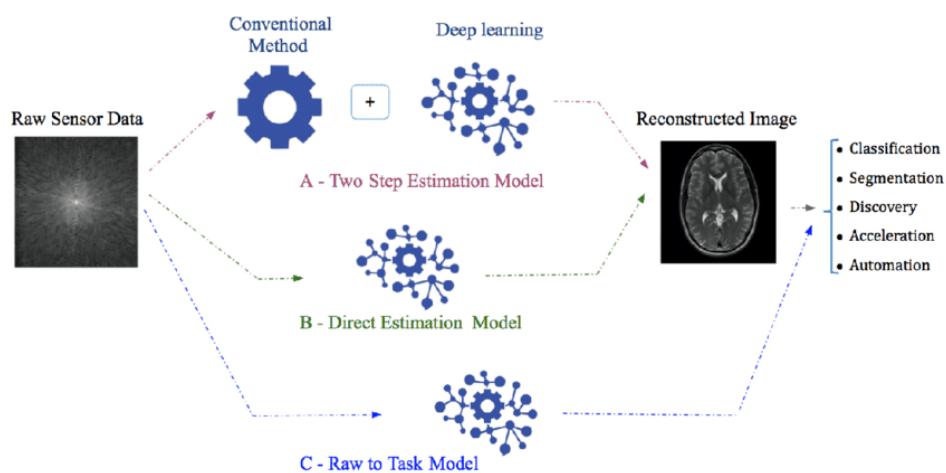 Conventional
Method
Deep learning
Raw Sensor Data
+
Reconstructed Image
A - Two Step Estimation Model
• Classification
• Segmentation
• Discovery
• Acceleration
• Automation
B - Direct Estimation Model
C - Raw to Task Model